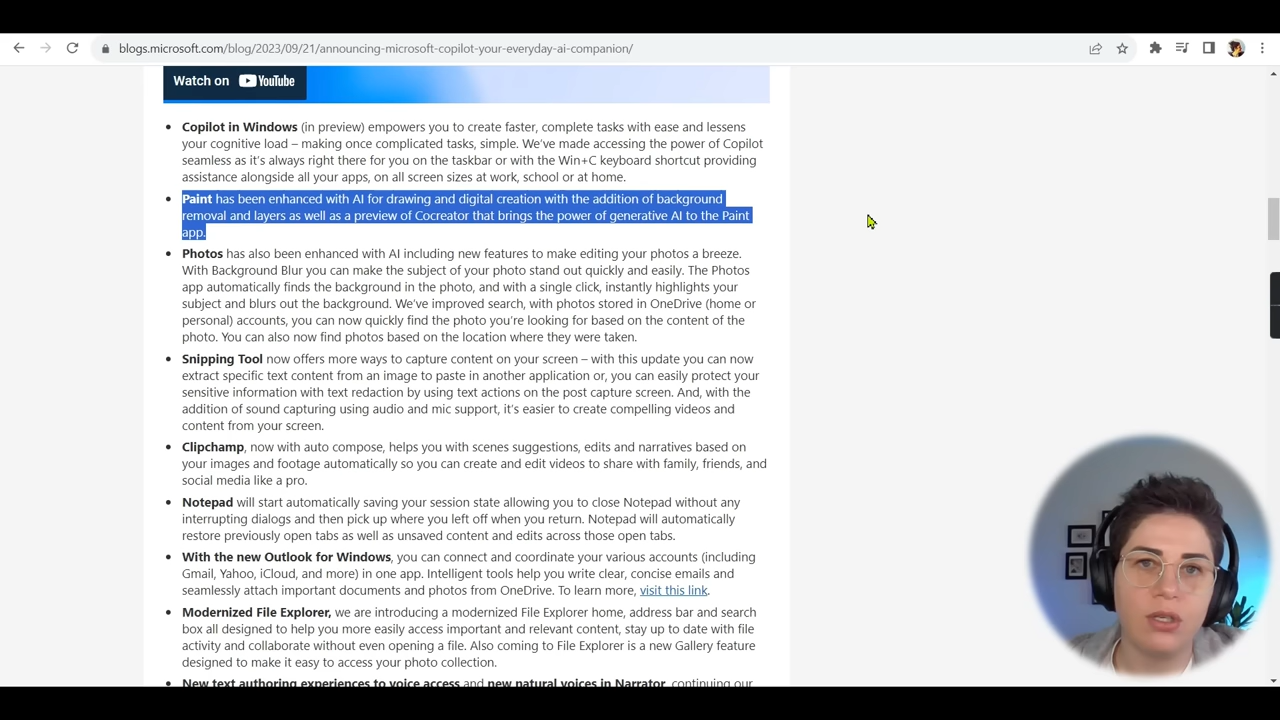 blogs.microsoft.com/blog/2023/09/21/announcing-microsoft-copilot-your-everyday-ai-companion/
Watch on YouTube
Copilot in Windows (in preview) empowers you to create faster, complete tasks with ease and lessens
your cognitive load – making once complicated tasks, simple. We've made accessing the power of Copilot
seamless as it's always right there for you on the taskbar or with the Win+C keyboard shortcut providing
assistance alongside all your apps, on all screen sizes at work, school or at home.
Paint has been enhanced with AI for drawing and digital creation with the addition of background
removal and layers as well as a preview of Cocreator that brings the power of generative AI to the Paint
app.
Photos has also been enhanced with AI including new features to make editing your photos a breeze.
With Background Blur you can make the subject of your photo stand out quickly and easily. The Photos
app automatically finds the background in the photo, and with a single click, instantly highlights your
subject and blurs out the background. We've improved search, with photos stored in OneDrive (home or
personal) accounts, you can now quickly find the photo you're looking for based on the content of the
photo. You can also now find photos based on the location where they were taken.
Snipping Tool now offers more ways to capture content on your screen – with this update you can now
extract specific text content from an image to paste in another application or, you can easily protect your
sensitive information with text redaction by using text actions on the post capture screen. And, with the
addition of sound capturing using audio and mic support, it's easier to create compelling videos and
content from your screen.
Clipchamp, now with auto compose, helps you with scenes suggestions, edits and narratives based on
your images and footage automatically so you can create and edit videos to share with family, friends, and
social media like a pro.
Notepad will start automatically saving your session state allowing you to close Notepad without any
interrupting dialogs and then pick up where you left off when you return. Notepad will automatically
restore previously open tabs as well as unsaved content and edits across those open tabs.
With the new Outlook for Windows, you can connect and coordinate your various accounts (including
Gmail, Yahoo, iCloud, and more) in one app. Intelligent tools help you write clear, concise emails and
seamlessly attach important documents and photos from OneDrive. To learn more, visit this link.
Modernized File Explorer, we are introducing a modernized File Explorer home, address bar and search
box all designed to help you more easily access important and relevant content, stay up to date with file
activity and collaborate without even opening a file. Also coming to File Explorer is a new Gallery feature
designed to make it easy to access your photo collection.
New text authoring experiences to voice access and new natural voices in Narrator, continuing our